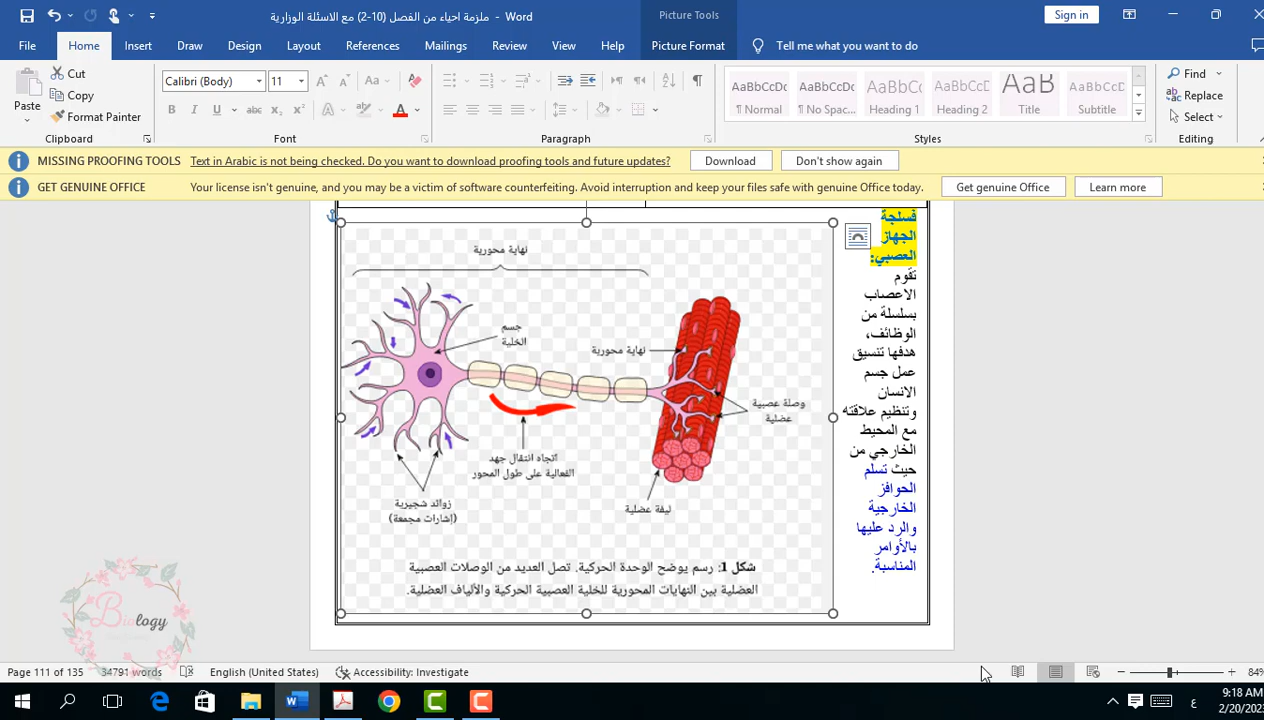 ملزمة احياء من الفصل (10-2) مع الاسئلة الوزارية - Word
Picture Tools
Sign in
File Home Insert Draw Design Layout References Mailings Review View Help Picture Format Tell me what you want to do
Paste
Cut
Copy
Format Painter
Calibri (Body) 11
AaBbCcDd AaBbCcDd AaBbCc AaBbCcD AaB AaBbCcD
¶ Normal ¶ No Spac... Heading 1 Heading 2 Title Subtitle
Find
Replace
Select
Clipboard Font Paragraph Styles Editing
MISSING PROOFING TOOLS Text in Arabic is not being checked. Do you want to download proofing tools and future updates? Download Don't show again
GET GENUINE OFFICE Your license isn't genuine, and you may be a victim of software counterfeiting. Avoid interruption and keep your files safe with genuine Office today. Get genuine Office Learn more
فسلجة
الجهاز
العصبي:
تقوم
الاعصاب
بسلسلة من
الوظائف،
هدفها تنسيق
عمل جسم
الانسان
وتنظيم علاقته
مع المحيط
الخارجي من
حيث تسلم
الحوافز
الخارجية
والرد عليها
بالأوامر
المناسبة.
نهاية محورية
جسم
الخلية
نهاية محورية
وصلة عصبية
عضلية
اتجاه انتقال جهد
الفعالية على طول المحور
زوائد شجيرية
(إشارات مجمعة)
ليفة عضلية
شكل 1: رسم يوضح الوحدة الحركية. تصل العديد من الوصلات العصبية
العضلية بين النهايات المحورية للخلية العصبية الحركية والألياف العضلية.
Biology
Page 111 of 135 34791 words English (United States) Accessibility: Investigate 84%
ع
9:18 AM
2/20/202